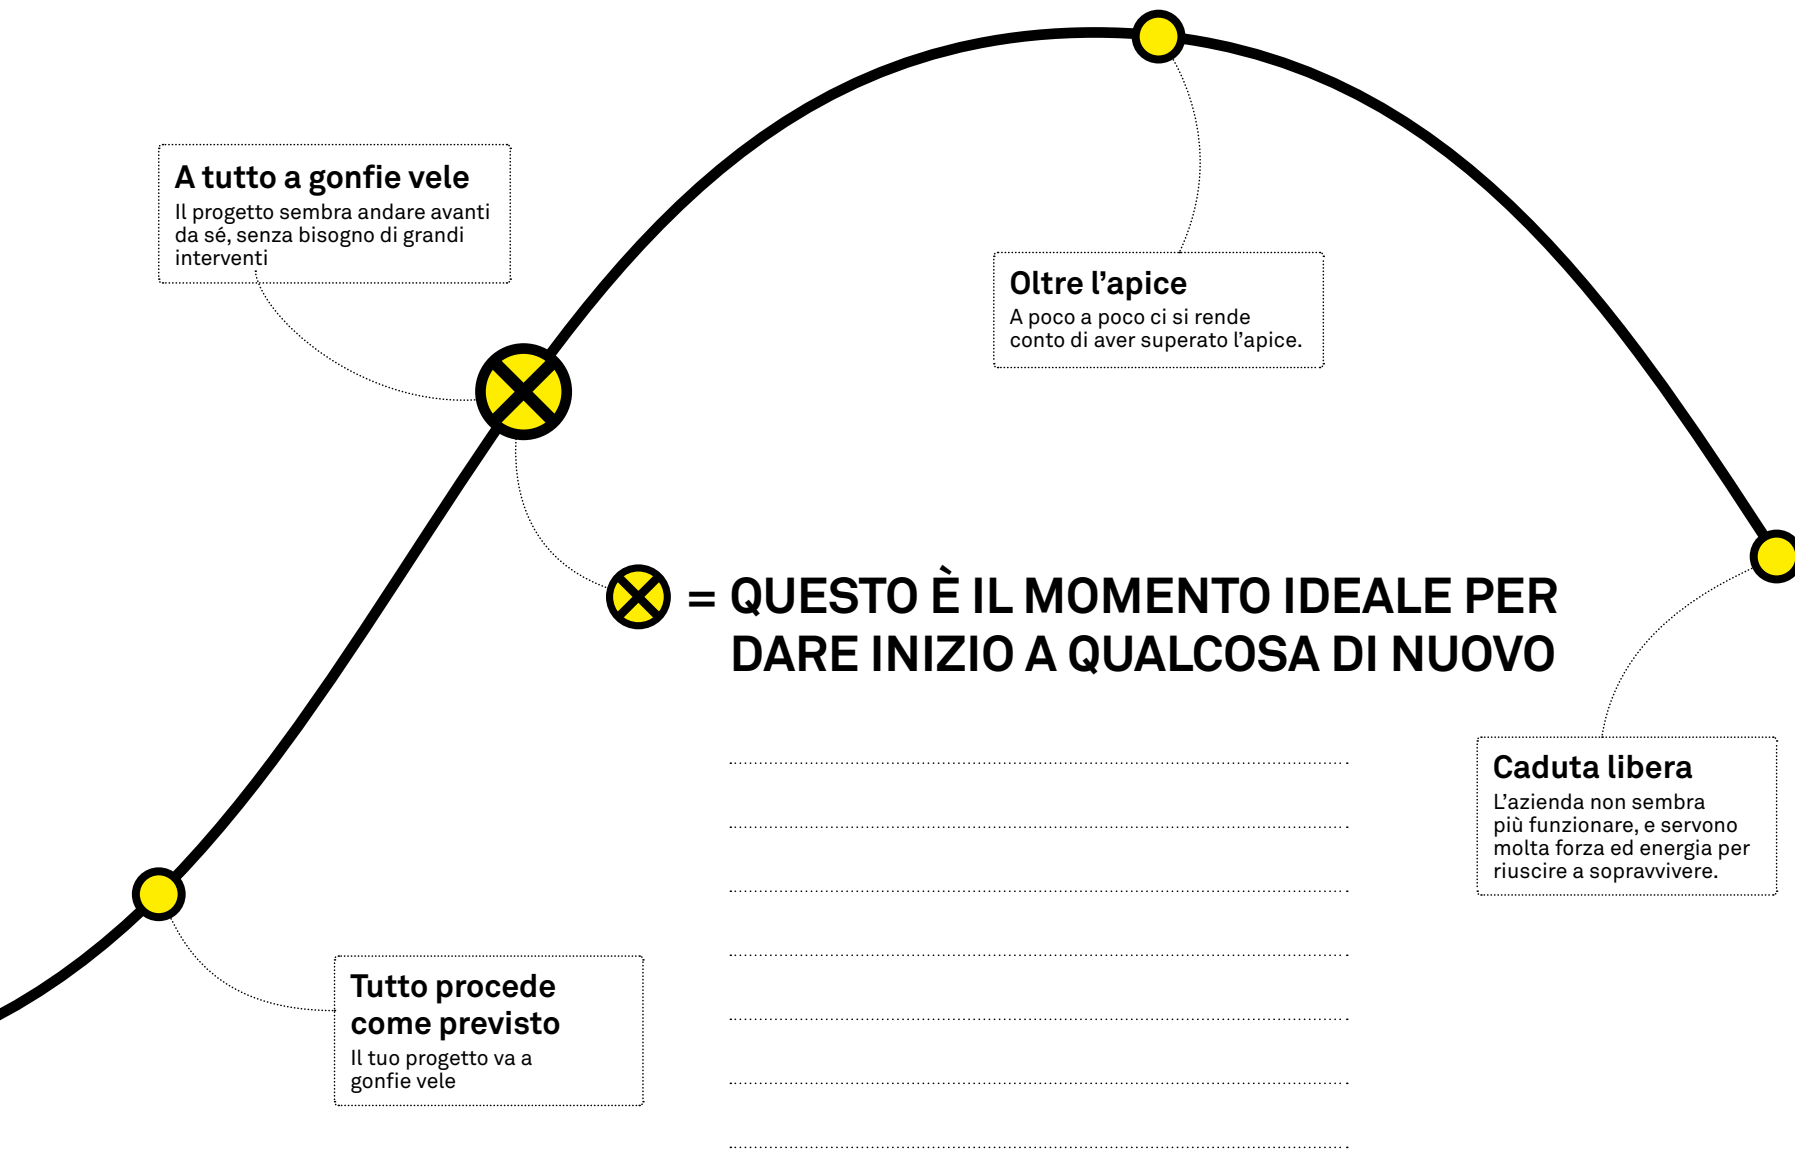 A tutto a gonfie vele
Il progetto sembra andare avanti
da sé, senza bisogno di grandi
interventi
Oltre l’apice
A poco a poco ci si rende
conto di aver superato l’apice.
= QUESTO È IL MOMENTO IDEALE PER
DARE INIZIO A QUALCOSA DI NUOVO
Caduta libera
L’azienda non sembra
più funzionare, e servono
molta forza ed energia per
riuscire a sopravvivere.
Tutto procede
come previsto
Il tuo progetto va a
gonfie vele